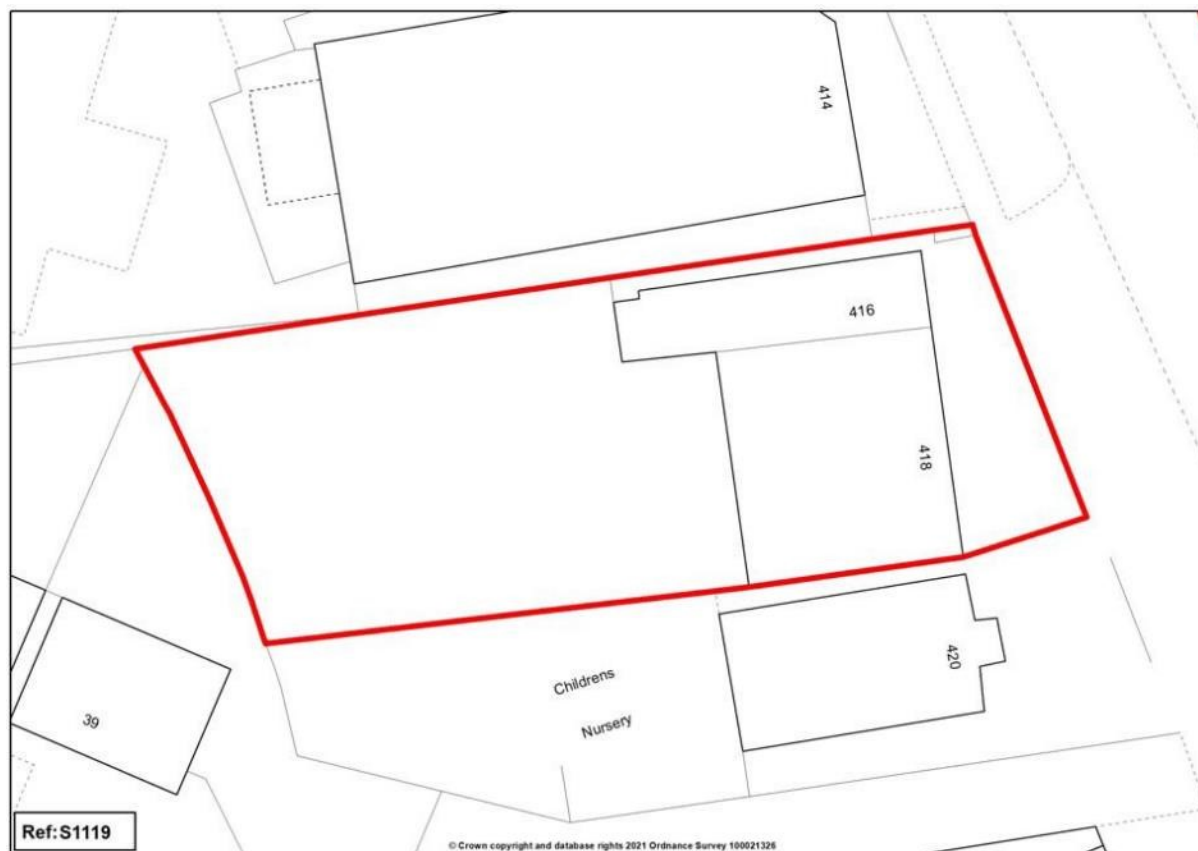 414
416
418
420
Childrens
Nursery
39
Ref:S1119
© Crown copyright and database rights 2021 Ordnance Survey 100021326